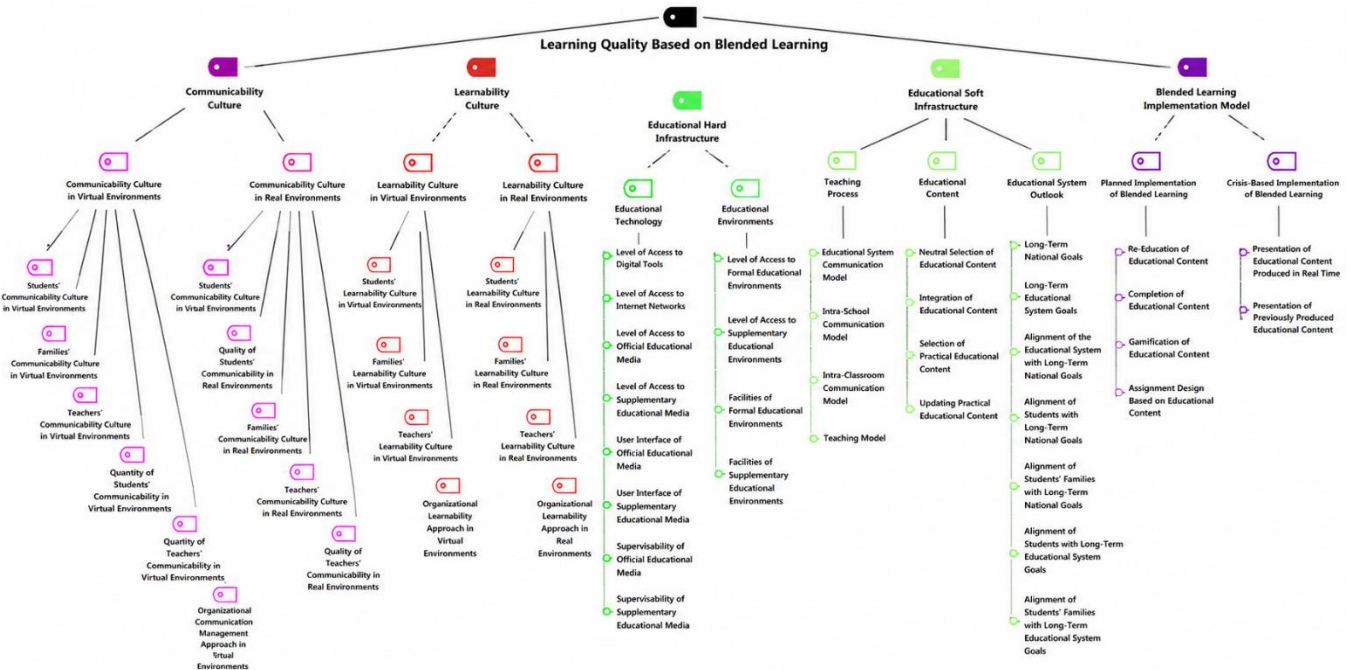 Learning Quality Based on Blended Learning
Communicability
Culture
Learnability
Culture
Educational Hard
Infrastructure
Educational Soft
Infrastructure
Blended Learning
Implementation Model
Communicability Culture
in Virtual Environments
Communicability Culture
in Real Environments
Learnability Culture
in Virtual Environments
Learnability Culture
in Real Environments
Educational
Technology
Educational
Environments
Teaching
Process
Educational
Content
Educational System
Outlook
Planned Implementation
of Blended Learning
Crisis-Based Implementation
of Blended Learning
Students'
Communicability Culture
in Virtual Environments
Families'
Communicability Culture
in Virtual Environments
Teachers'
Communicability Culture
in Virtual Environments
Quantity of
Students'
Communicability in
Virtual Environments
Quqrtity of
Teachers'
Communicability in
Virtual Environments
Organizational
Communication
Management
Approach in
Environments
Students'
Communicability Culture
in Virtual Environments
Quality of
Students'
Communicability in
Real Environments
Families'
Communicability Culture
in Real Environments
Teachers'
Communicability Culture
in Real Environments
Quality of
Teachers'
Communicability in
Real Environments
Students'
Learnability Culture
in Virtual Environments
Families'
Learnability Culture
in Virtual Environments
Teachers'
Learnability Culture
in Virtual Environments
Organizational
Learnability
Approach in
Virtual
Environments
Students'
Learnability Culture
in Real Environments
Families'
Learnability Culture
in Real Environments
Teachers'
Learnability Culture
in Real Environments
Organizational
Learnability
Approach in
Real
Environments
Level of Access to
Digital Tools
Level of Access to
Internet Networks
Level of Access to
Official Educational
Media
Level of Access to
Supplementary
Educational Media
User Interface of
Official Educational
Media
User Interface of
Supplementary
Educational Media
Supervisability of
Official Educational
Media
Supervisability of
Supplementary
Educational Media
Level of Access to
Formal Educational
Environments
Level of Access to
Supplementary
Educational
Environments
Facilities of
Formal Educational
Environments
Facilities of
Supplementary
Educational
Environments
Educational System
Communication
Model
Intra-School
Communication
Model
Intra-Classroom
Communication
Model
Teaching Model
Neutral Selection of
Educational Content
Integration of
Educational Content
Selection of
Practical Educational
Content
Updating Practical
Educational Content
Long-Term
National Goals
Long-Term
Educational
System Goals
Alignment of the
Educational System
with Long-Term
National Goals
Alignment of
Students with
Long-Term
National Goals
Alignment of
Students' Families
with Long-Term
National Goals
Alignment of
Students with Long-Term
Educational System
Goals
Alignment of
Students' Families
with Long-Term
Educational System
Goals
Re-Education of
Educational Content
Completion of
Educational Content
Gamification of
Educational Content
Assignment Design
Based on Educational
Content
Presentation of
Educational Content
Produced in Real Time
Presentation of
Previously Produced
Educational Content